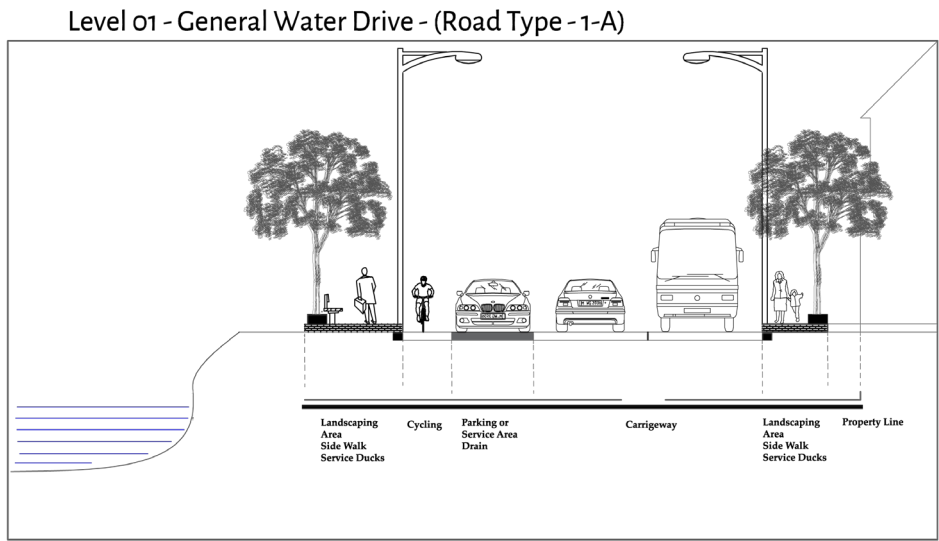 Level 01 - General Water Drive - (Road Type - 1-A)
Landscaping
Area
Side Walk
Service Ducks
Cycling
Parking or
Service Area
Drain
Carrigeway
Landscaping
Area
Side Walk
Service Ducks
Property Line